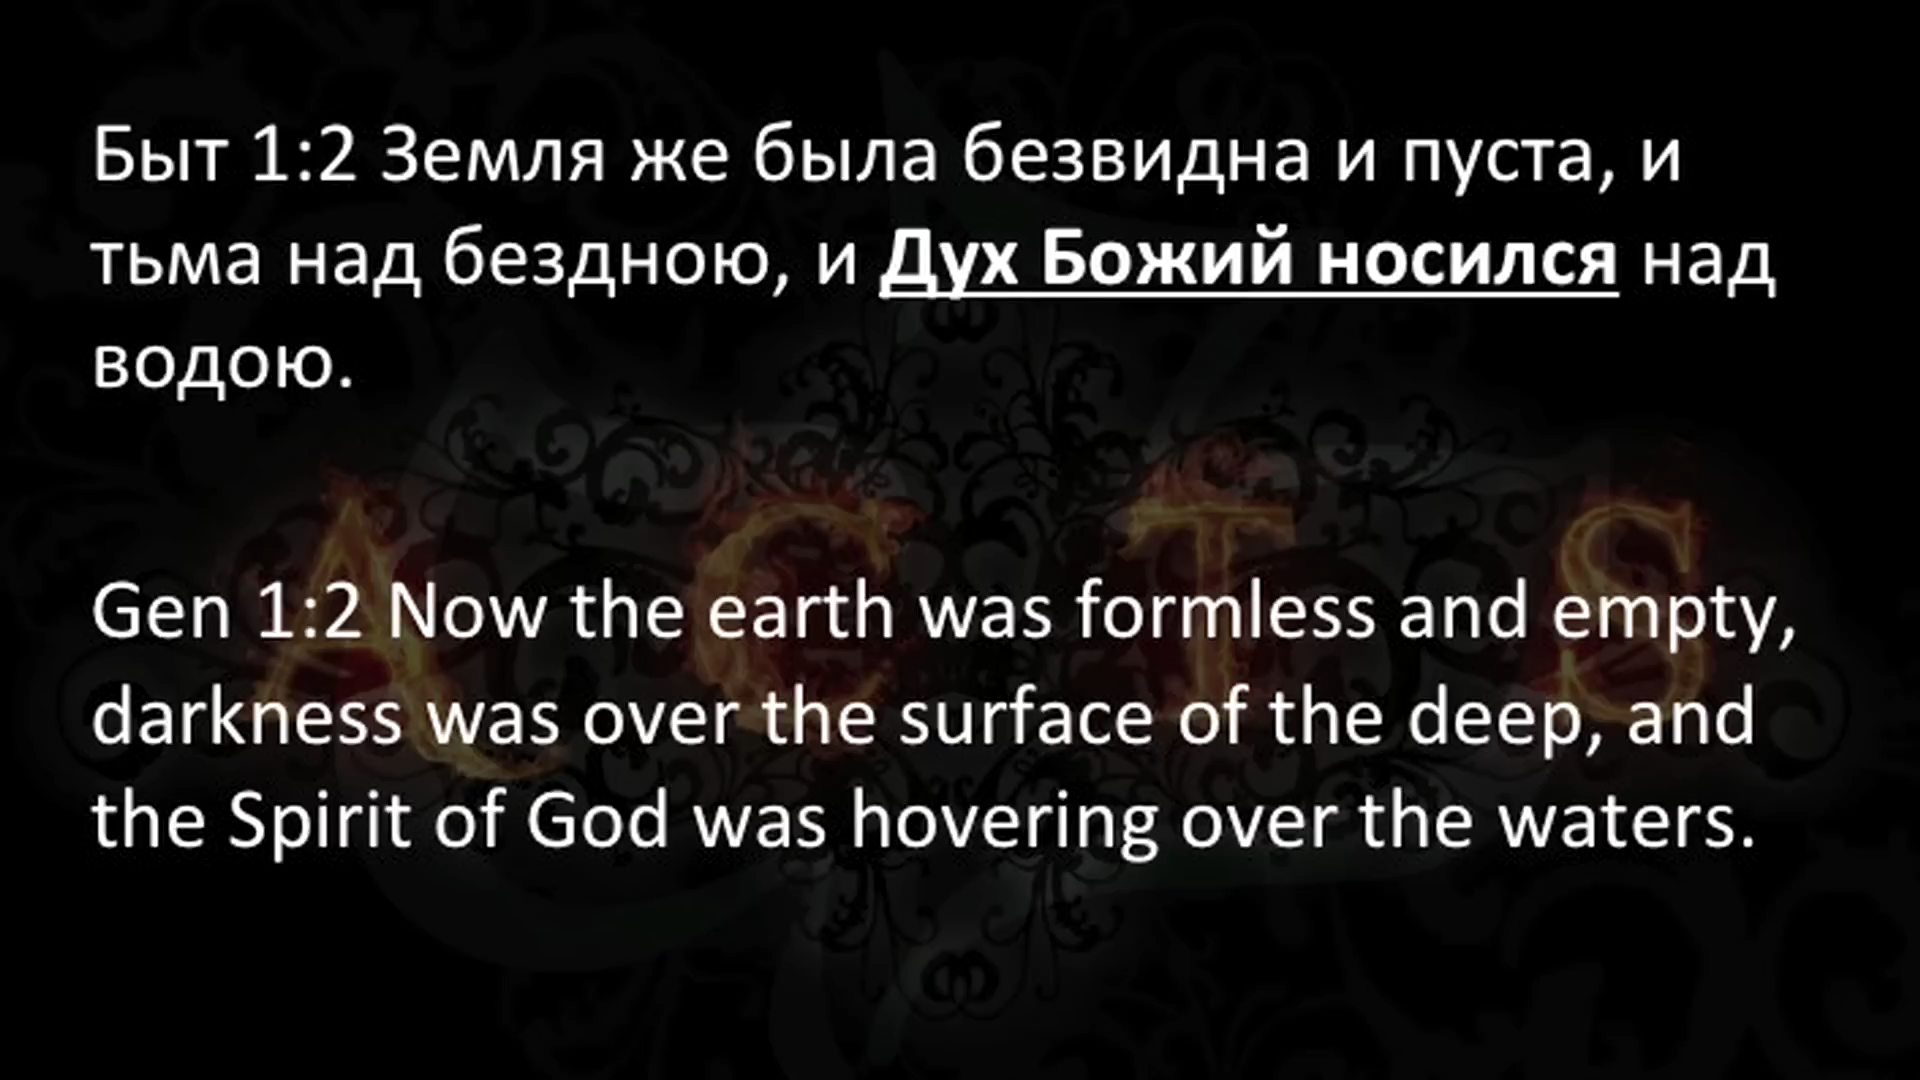 Быт 1:2 Земля же была безвидна и пуста, и
тьма над бездною, и Дух Божий носился над
водою.
A C T S
Gen 1:2 Now the earth was formless and empty,
darkness was over the surface of the deep, and
the Spirit of God was hovering over the waters.